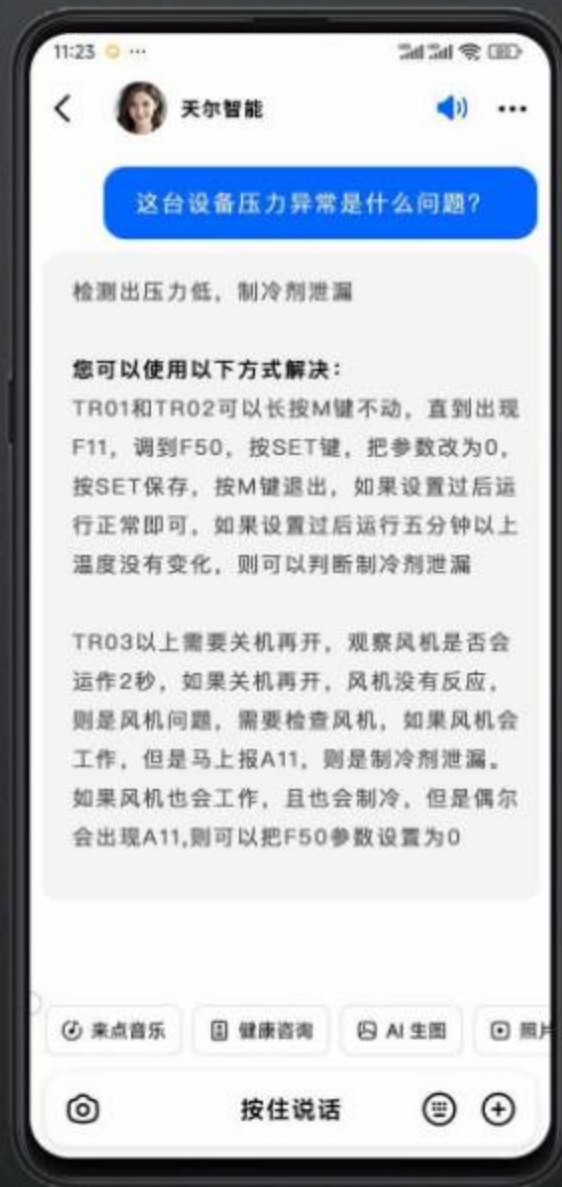 11:23
天尔智能
这台设备压力异常是什么问题？
检测出压力低，制冷剂泄漏
您可以使用以下方式解决：
TR01和TR02可以长按M键不动，直到出现
F11，调到F50，按SET键，把参数改为0，
按SET保存，按M键退出，如果设置过后运
行正常即可，如果设置过后运行五分钟以上
温度没有变化，则可以判断制冷剂泄漏
TR03以上需要关机再开，观察风机是否会
运作2秒，如果关机再开，风机没有反应，
则是风机问题，需要检查风机，如果风机会
工作，但是马上报A11，则是制冷剂泄漏。
如果风机也会工作，且也会制冷，但是偶尔
会出现A11,则可以把F50参数设置为0
来点音乐
健康咨询
AI 生图
照片
按住说话